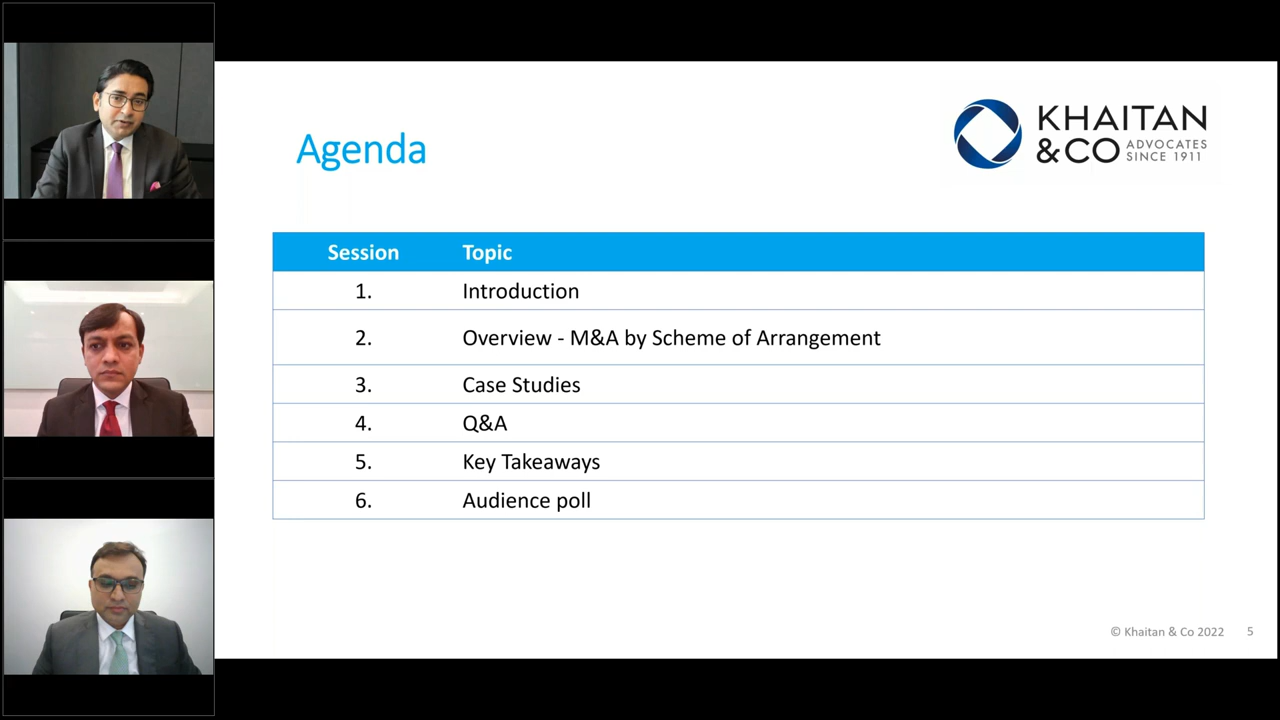 Agenda
KHAITAN
&CO ADVOCATES
SINCE 1911
Session Topic
1. Introduction
2. Overview - M&A by Scheme of Arrangement
3. Case Studies
4. Q&A
5. Key Takeaways
6. Audience poll
© Khaitan & Co 2022 5